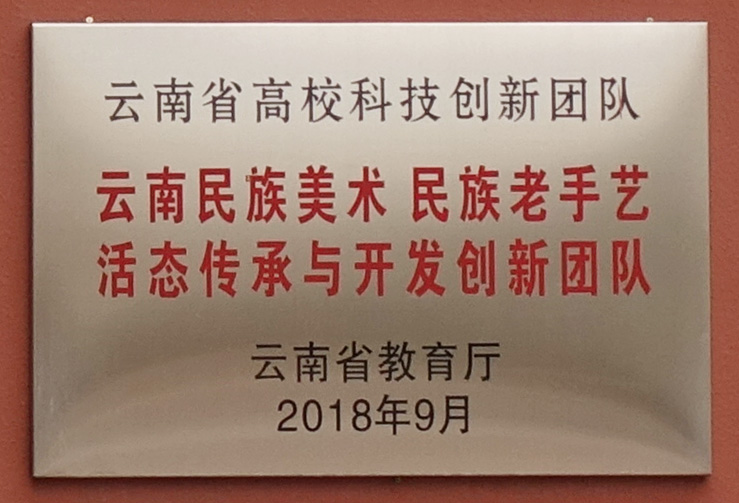 云南省高校科技创新团队
云南民族美术 民族老手艺
活态传承与开发创新团队
云南省教育厅
2018年9月